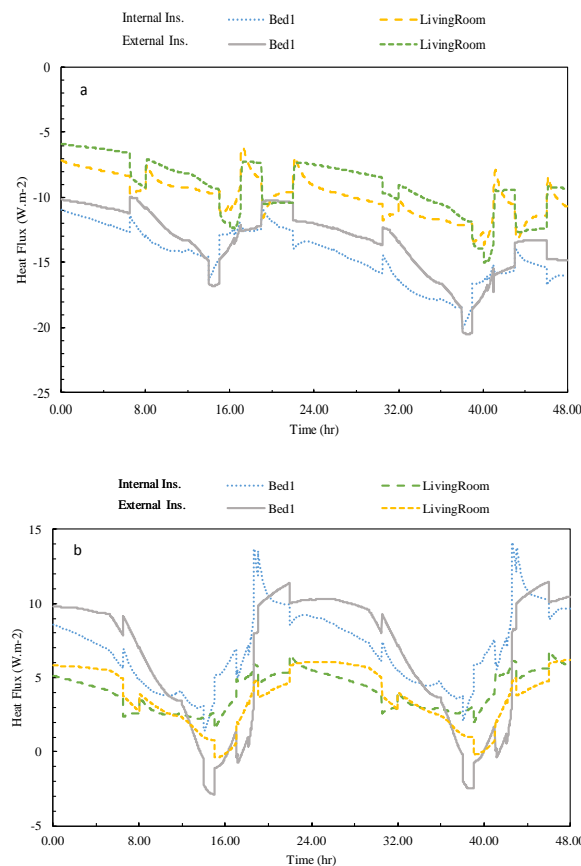 Internal Ins. Bed1 LivingRoom
External Ins. Bed1 LivingRoom
0
a
-5
-10
-15
-20
-25
Heat Flux (W.m-2)
0.00 8.00 16.00 24.00 32.00 40.00 48.00
Time (hr)
Internal Ins. Bed1 LivingRoom
External Ins. Bed1 LivingRoom
15
b
10
5
0
-5
Heat Flux (W.m-2)
0.00 8.00 16.00 24.00 32.00 40.00 48.00
Time (hr)